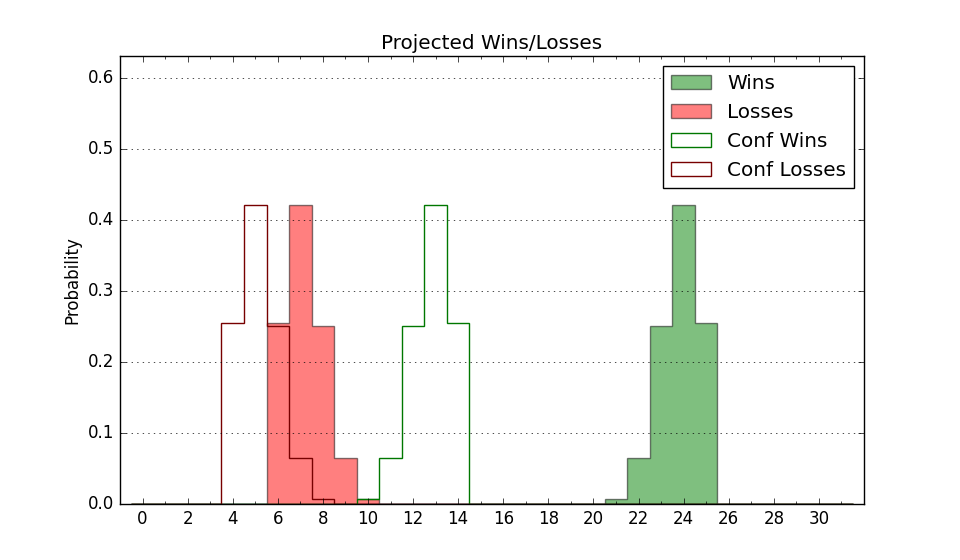 Projected Wins/Losses
0.6
0.5
0.4
0.3
0.2
0.1
0.0
Probability
Wins
Losses
Conf Wins
Conf Losses
0 2 4 6 8 10 12 14 16 18 20 22 24 26 28 30